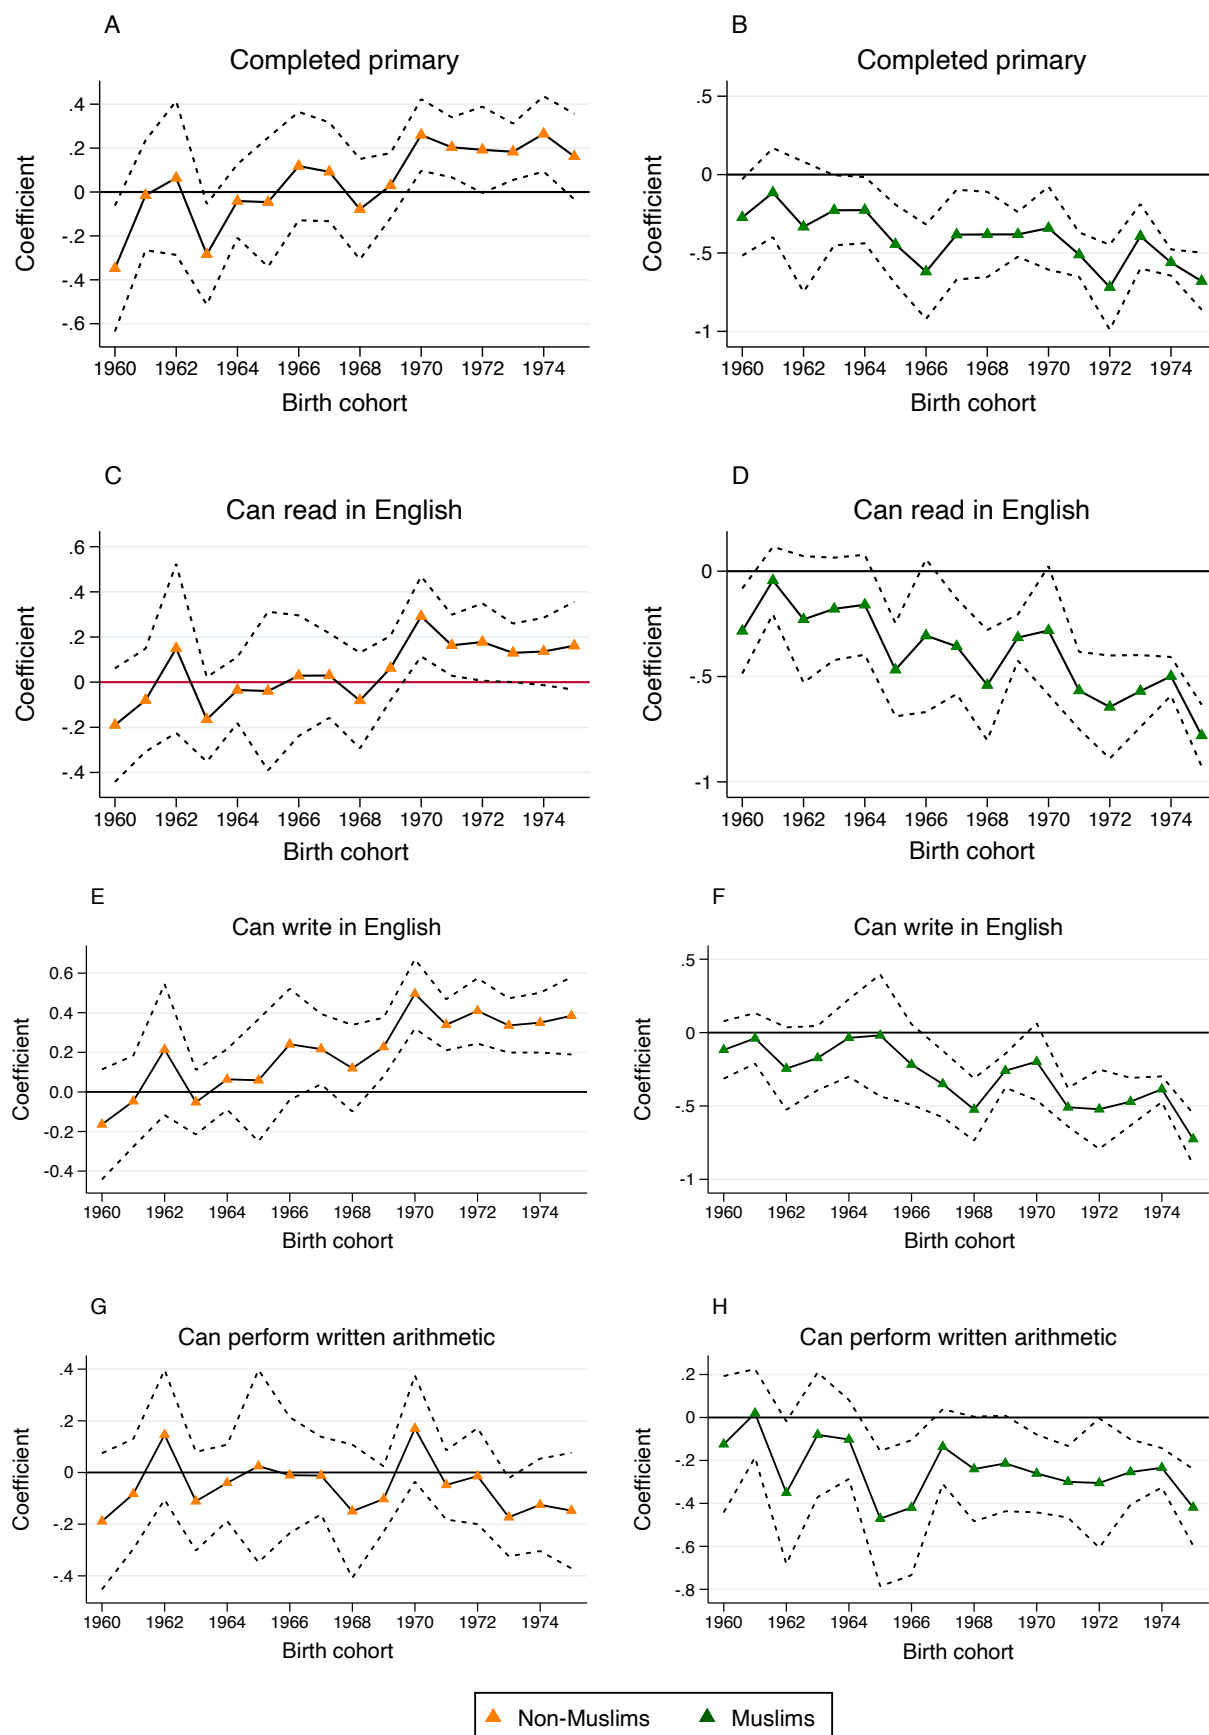 A
Completed primary
Coefficient
.4
.2
0
-.2
-.4
-.6
1960 1962 1964 1966 1968 1970 1972 1974
Birth cohort
B
Completed primary
Coefficient
.5
0
-.5
-1
1960 1962 1964 1966 1968 1970 1972 1974
Birth cohort
C
Can read in English
Coefficient
.6
.4
.2
0
-.2
-.4
1960 1962 1964 1966 1968 1970 1972 1974
Birth cohort
D
Can read in English
Coefficient
0
-.5
-1
1960 1962 1964 1966 1968 1970 1972 1974
Birth cohort
E
Can write in English
Coefficient
0.6
0.4
0.2
0.0
-0.2
-0.4
1960 1962 1964 1966 1968 1970 1972 1974
Birth cohort
F
Can write in English
Coefficient
.5
0
-.5
-1
1960 1962 1964 1966 1968 1970 1972 1974
Birth cohort
G
Can perform written arithmetic
Coefficient
.4
.2
0
-.2
-.4
1960 1962 1964 1966 1968 1970 1972 1974
Birth cohort
H
Can perform written arithmetic
Coefficient
.2
0
-.2
-.4
-.6
-.8
1960 1962 1964 1966 1968 1970 1972 1974
Birth cohort
Non-Muslims Muslims